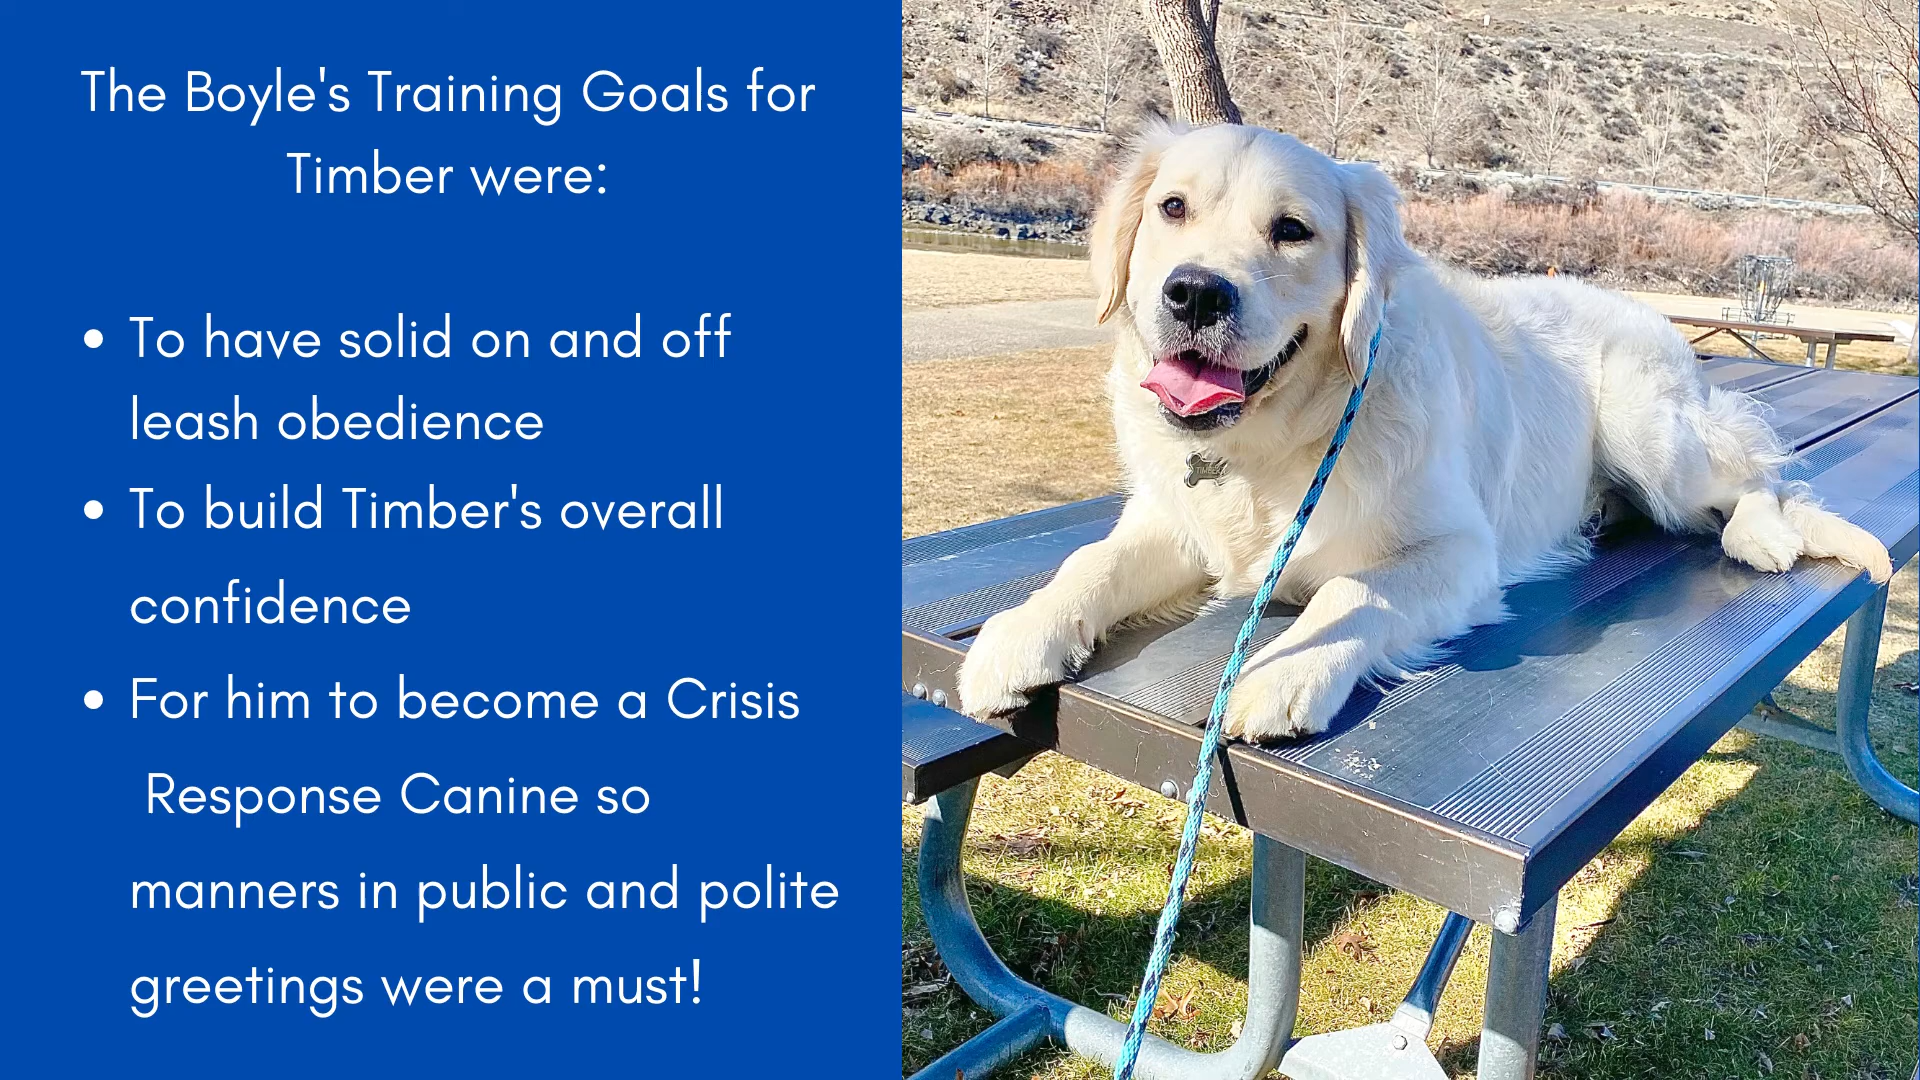 The Boyle's Training Goals for
Timber were:
• To have solid on and off
leash obedience
• To build Timber's overall
confidence
• For him to become a Crisis
Response Canine so
manners in public and polite
greetings were a must!
TIMBER